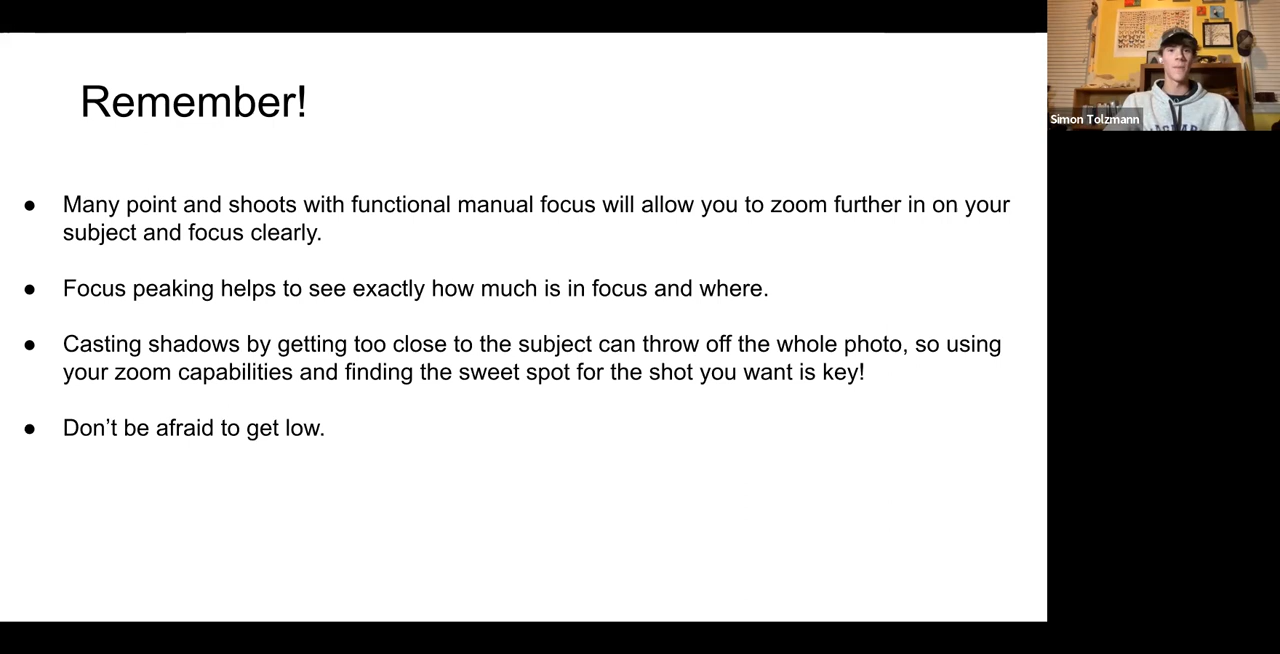 Remember!
● Many point and shoots with functional manual focus will allow you to zoom further in on your
subject and focus clearly.
● Focus peaking helps to see exactly how much is in focus and where.
● Casting shadows by getting too close to the subject can throw off the whole photo, so using
your zoom capabilities and finding the sweet spot for the shot you want is key!
● Don’t be afraid to get low.
Simon Tolzmann